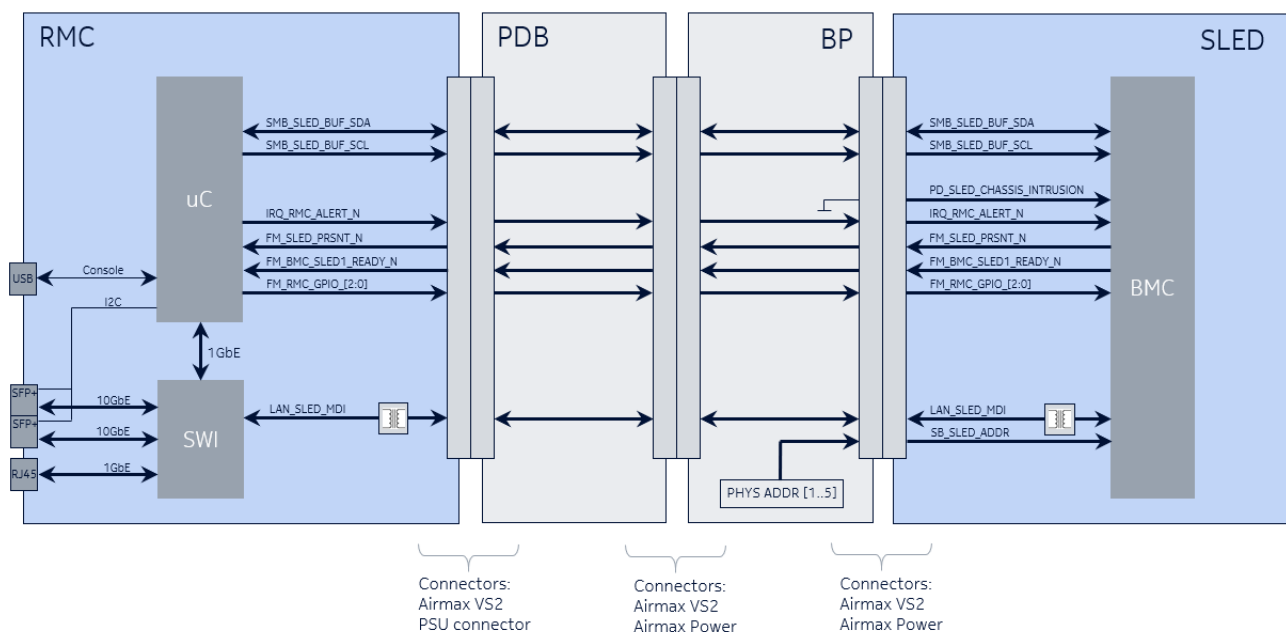 RMC
PDB
BP
SLED
SMB_SLED_BUF_SDA
SMB_SLED_BUF_SCL
uC
IRQ_RMC_ALERT_N
FM_SLED_PRSNT_N
FM_BMC_SLED1_READY_N
FM_RMC_GPIO_[2:0]
USB
Console
I2C
1GbE
SFP+
10GbE
SFP+
10GbE
RJ45
1GbE
SWI
LAN_SLED_MDI
PHYS ADDR [1..5]
SMB_SLED_BUF_SDA
SMB_SLED_BUF_SCL
PD_SLED_CHASSIS_INTRUSION
IRQ_RMC_ALERT_N
FM_SLED_PRSNT_N
FM_BMC_SLED1_READY_N
FM_RMC_GPIO_[2:0]
BMC
LAN_SLED_MDI
SB_SLED_ADDR
Connectors:
Airmax VS2
PSU connector
Connectors:
Airmax VS2
Airmax Power
Connectors:
Airmax VS2
Airmax Power